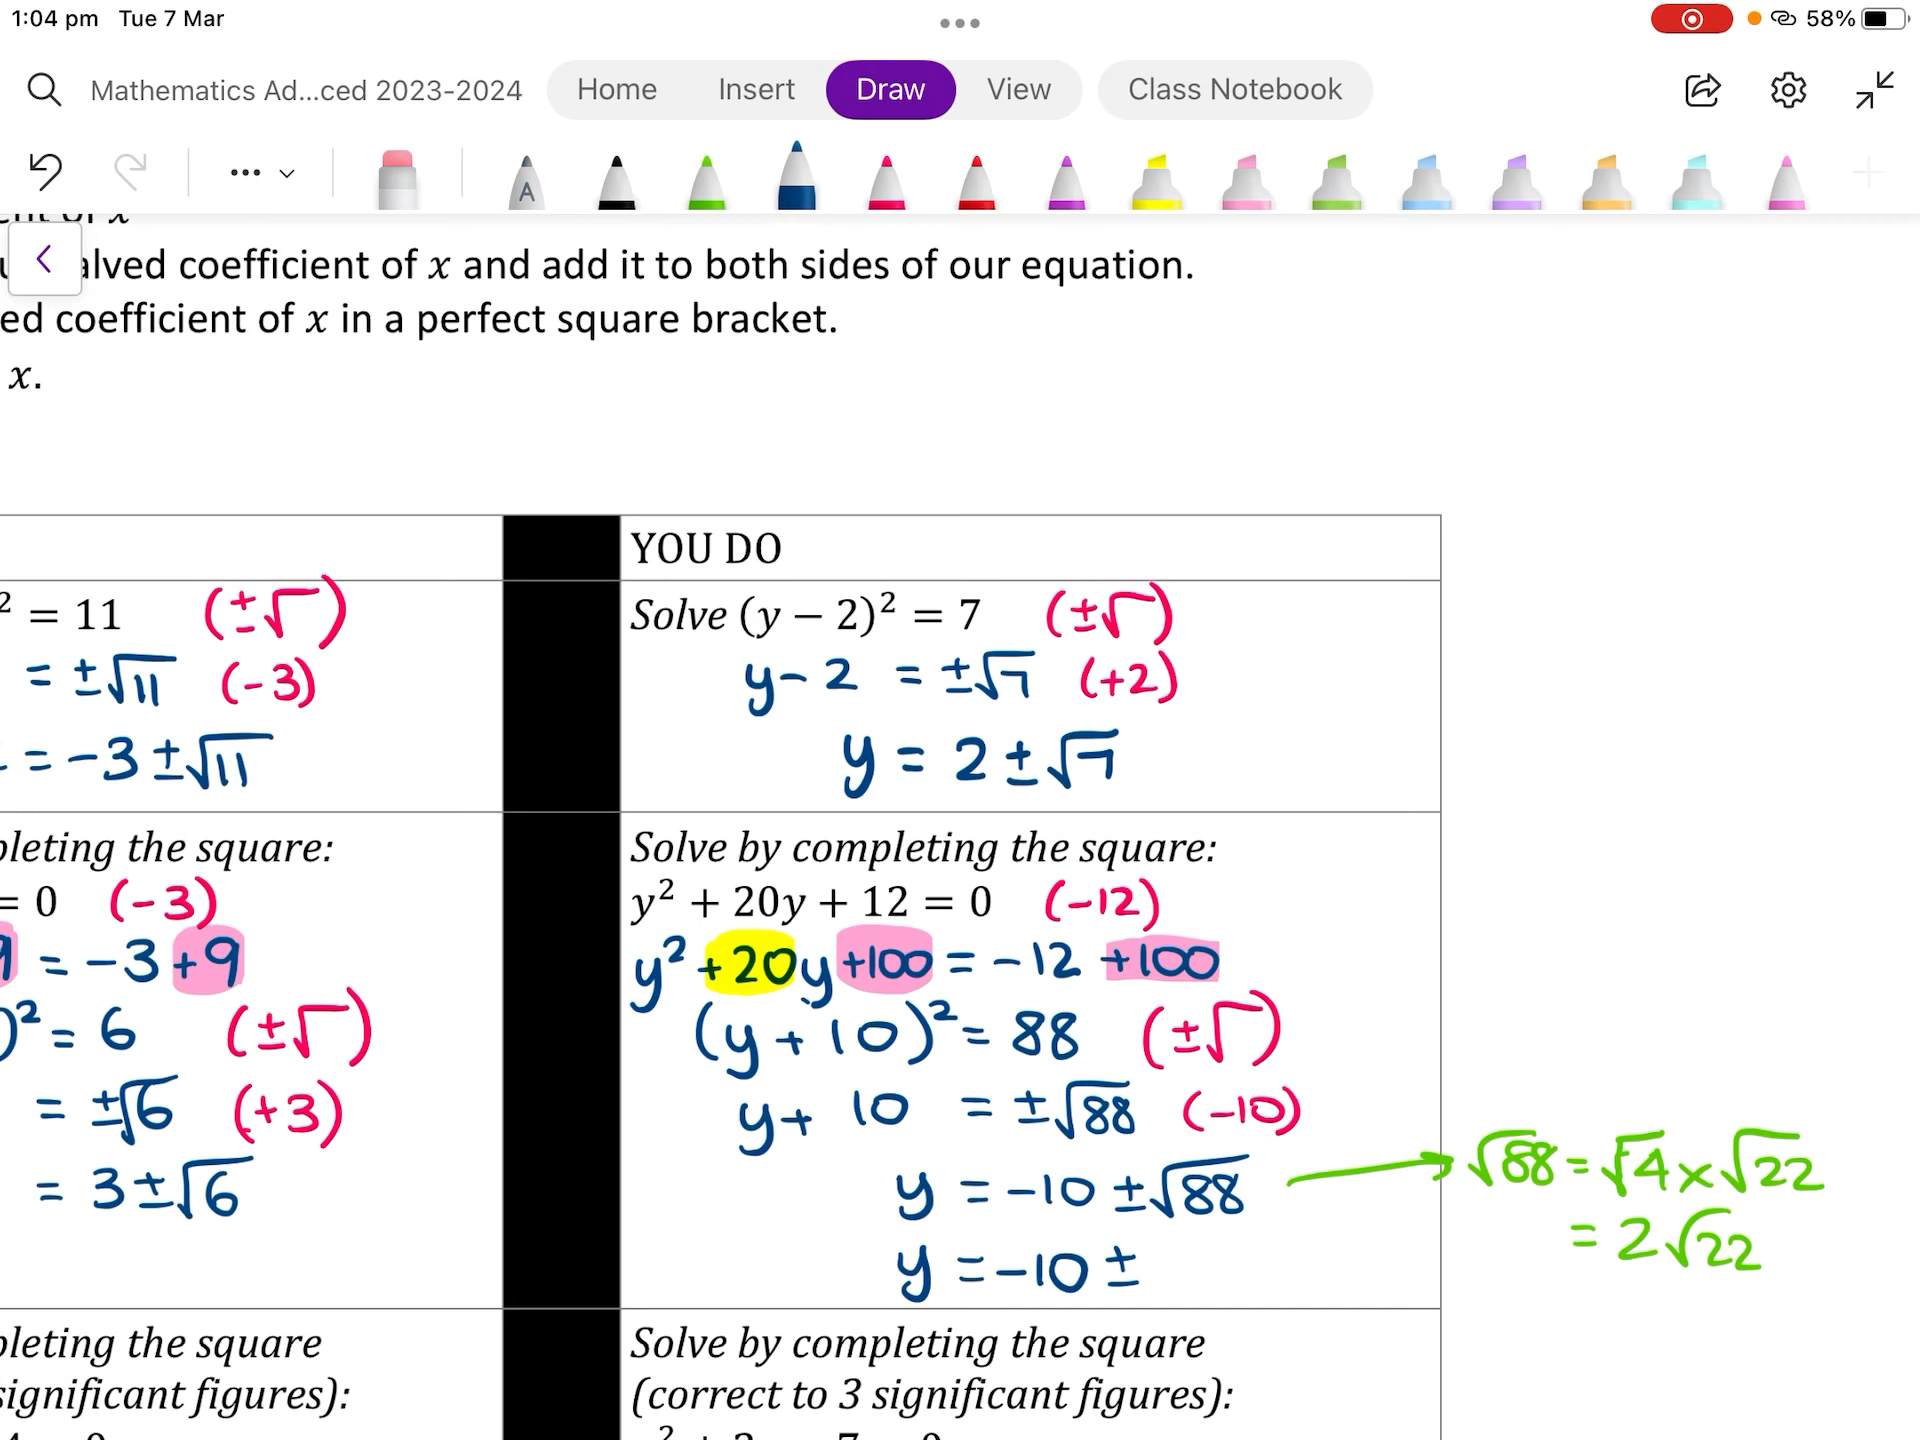 1:04 pm Tue 7 Mar
58%
Mathematics Ad...ced 2023-2024 Home Insert Draw View Class Notebook
A
alved coefficient of x and add it to both sides of our equation.
ed coefficient of x in a perfect square bracket.
x.
YOU DO
² = 11 (±√)
= ±√11 (-3)
= -3 ±√11
Solve (y − 2)² = 7 (±√)
y- 2 = ±√7 (+2)
y = 2 ± √7
pleting the square:
= 0 (-3)
9 = -3 +9
)² = 6 (±√)
= ±√6 (+3)
= 3±√6
Solve by completing the square:
y² + 20y + 12 = 0 (-12)
y² +20y +100 = -12 +100
(y + 10)² = 88 (±√)
y+ 10 = ±√88 (-10)
y = -10 ±√88
√88 = √4 x √22
= 2√22
y = -10 ±
pleting the square
significant figures):
Solve by completing the square
(correct to 3 significant figures):